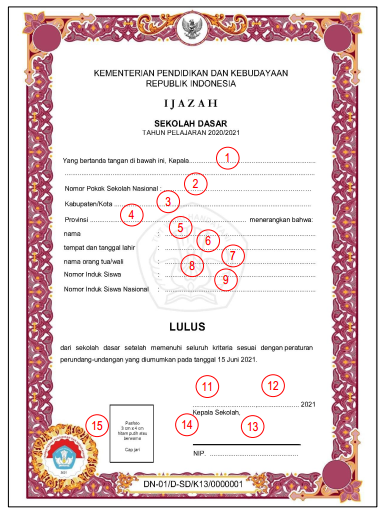 KEMENTERIAN PENDIDIKAN DAN KEBUDAYAAN
REPUBLIK INDONESIA
IJAZAH
SEKOLAH DASAR
TAHUN PELAJARAN 2020/2021
Yang bertanda tangan di bawah ini, Kepala 1
Nomor Pokok Sekolah Nasional : 2
Kabupaten/Kota 3
Provinsi 4 menerangkan bahwa:
nama : 5
tempat dan tanggal lahir : 6
nama orang tua/wali : 7
Nomor Induk Siswa : 8
Nomor Induk Siswa Nasional : 9
LULUS
dari sekolah dasar setelah memenuhi seluruh kriteria sesuai dengan peraturan
perundang-undangan yang diumumkan pada tanggal 15 Juni 2021.
11 12
2021
Kepala Sekolah,
15
Pasfoto
3 cm x 4 cm
hitam putih atau
berwarna
Cap jari
14 13
NIP.
DN-01/D-SD/K13/0000001